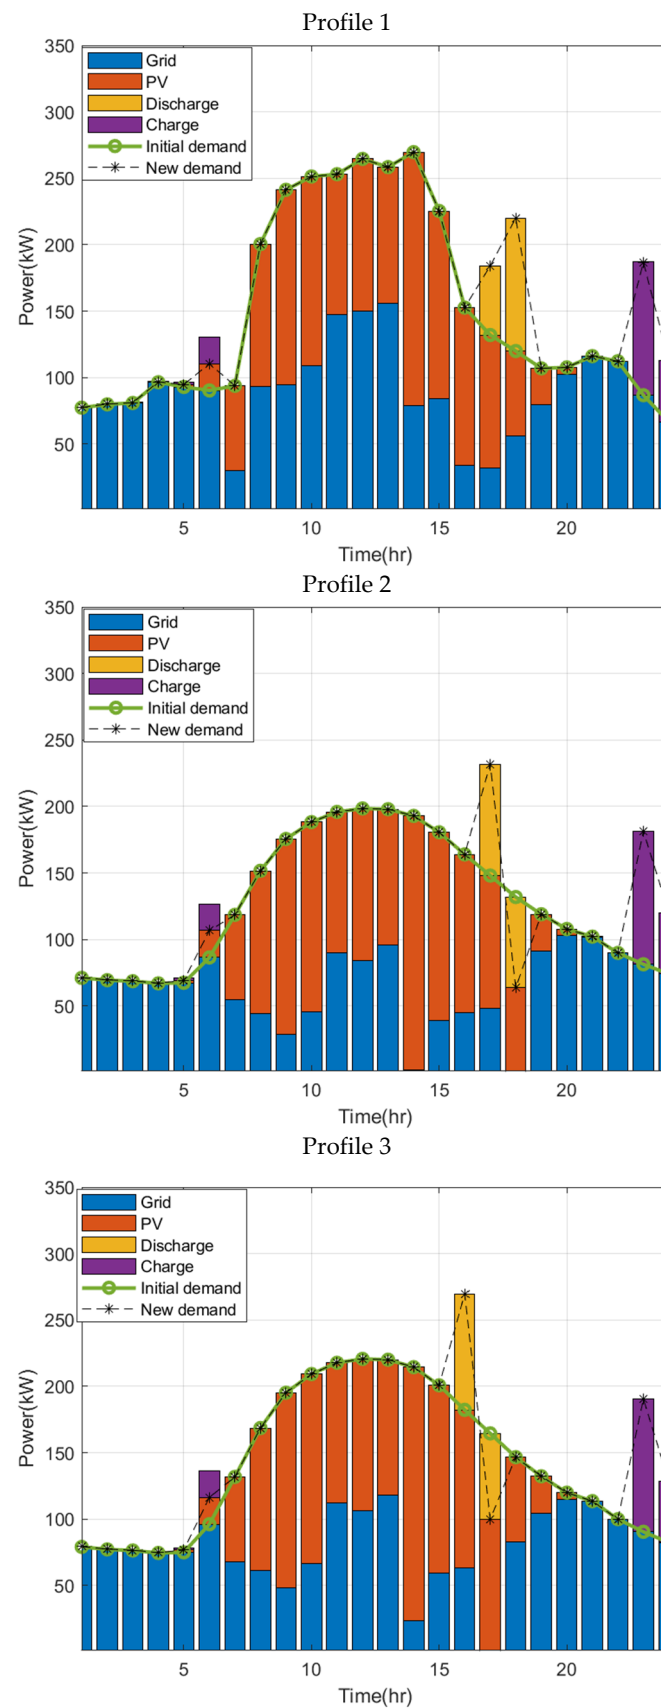 Profile 1
350
300
250
200
150
100
50
Power(kW)
Grid
PV
Discharge
Charge
Initial demand
New demand
5
10
15
20
Time(hr)
Profile 2
350
300
250
200
150
100
50
Power(kW)
Grid
PV
Discharge
Charge
Initial demand
New demand
5
10
15
20
Time(hr)
Profile 3
350
300
250
200
150
100
50
Power(kW)
Grid
PV
Discharge
Charge
Initial demand
New demand
5
10
15
20
Time(hr)